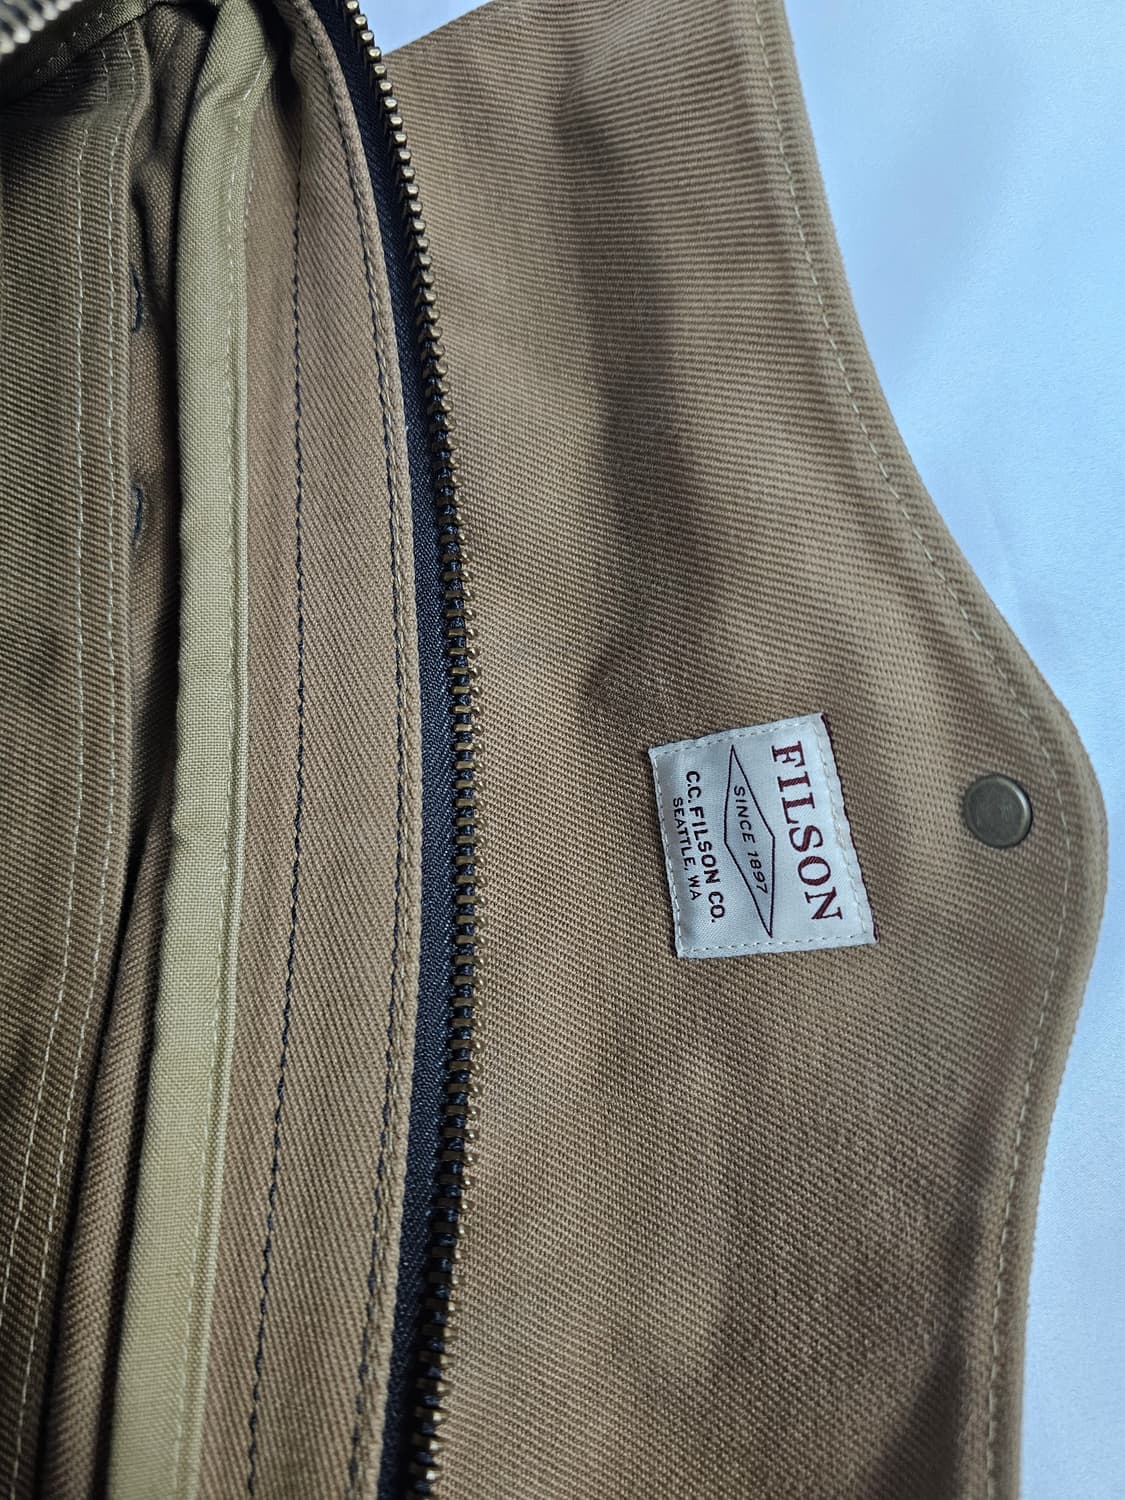 FILSON
SINCE 1897
C.C. FILSON CO.
SEATTLE, WA